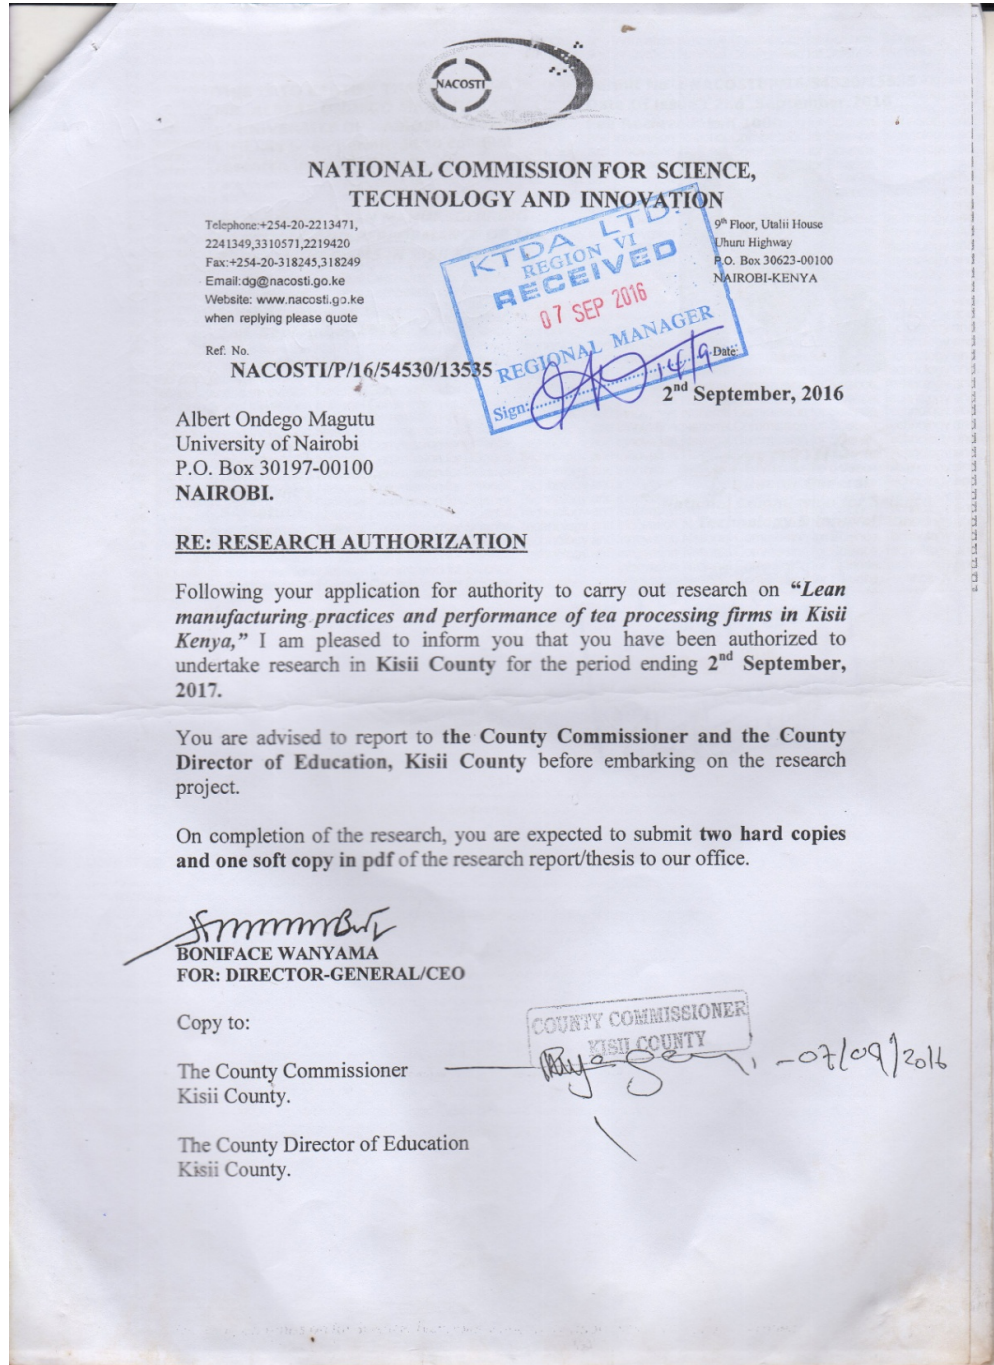 NACOSTI
NATIONAL COMMISSION FOR SCIENCE,
TECHNOLOGY AND INNOVATION
Telephone:+254-20-2213471,
2241349,3310571,2219420
Fax:+254-20-318245,318249
Email:dg@nacosti.go.ke
Website: www.nacosti.go.ke
when replying please quote
9th Floor, Utalii House
Uhuru Highway
P.O. Box 30623-00100
NAIROBI-KENYA
KTDA LTD.
REGION VI
RECEIVED
07 SEP 2016
REGIONAL MANAGER
Sign:
14/9
Ref. No.
NACOSTI/P/16/54530/13535
Date:
2nd September, 2016
Albert Ondego Magutu
University of Nairobi
P.O. Box 30197-00100
NAIROBI.
RE: RESEARCH AUTHORIZATION
Following your application for authority to carry out research on “Lean
manufacturing practices and performance of tea processing firms in Kisii
Kenya,” I am pleased to inform you that you have been authorized to
undertake research in Kisii County for the period ending 2nd September,
2017.
You are advised to report to the County Commissioner and the County
Director of Education, Kisii County before embarking on the research
project.
On completion of the research, you are expected to submit two hard copies
and one soft copy in pdf of the research report/thesis to our office.
BONIFACE WANYAMA
FOR: DIRECTOR-GENERAL/CEO
Copy to:
COUNTY COMMISSIONER
KISII COUNTY
-07/09/2016
The County Commissioner
Kisii County.
The County Director of Education
Kisii County.